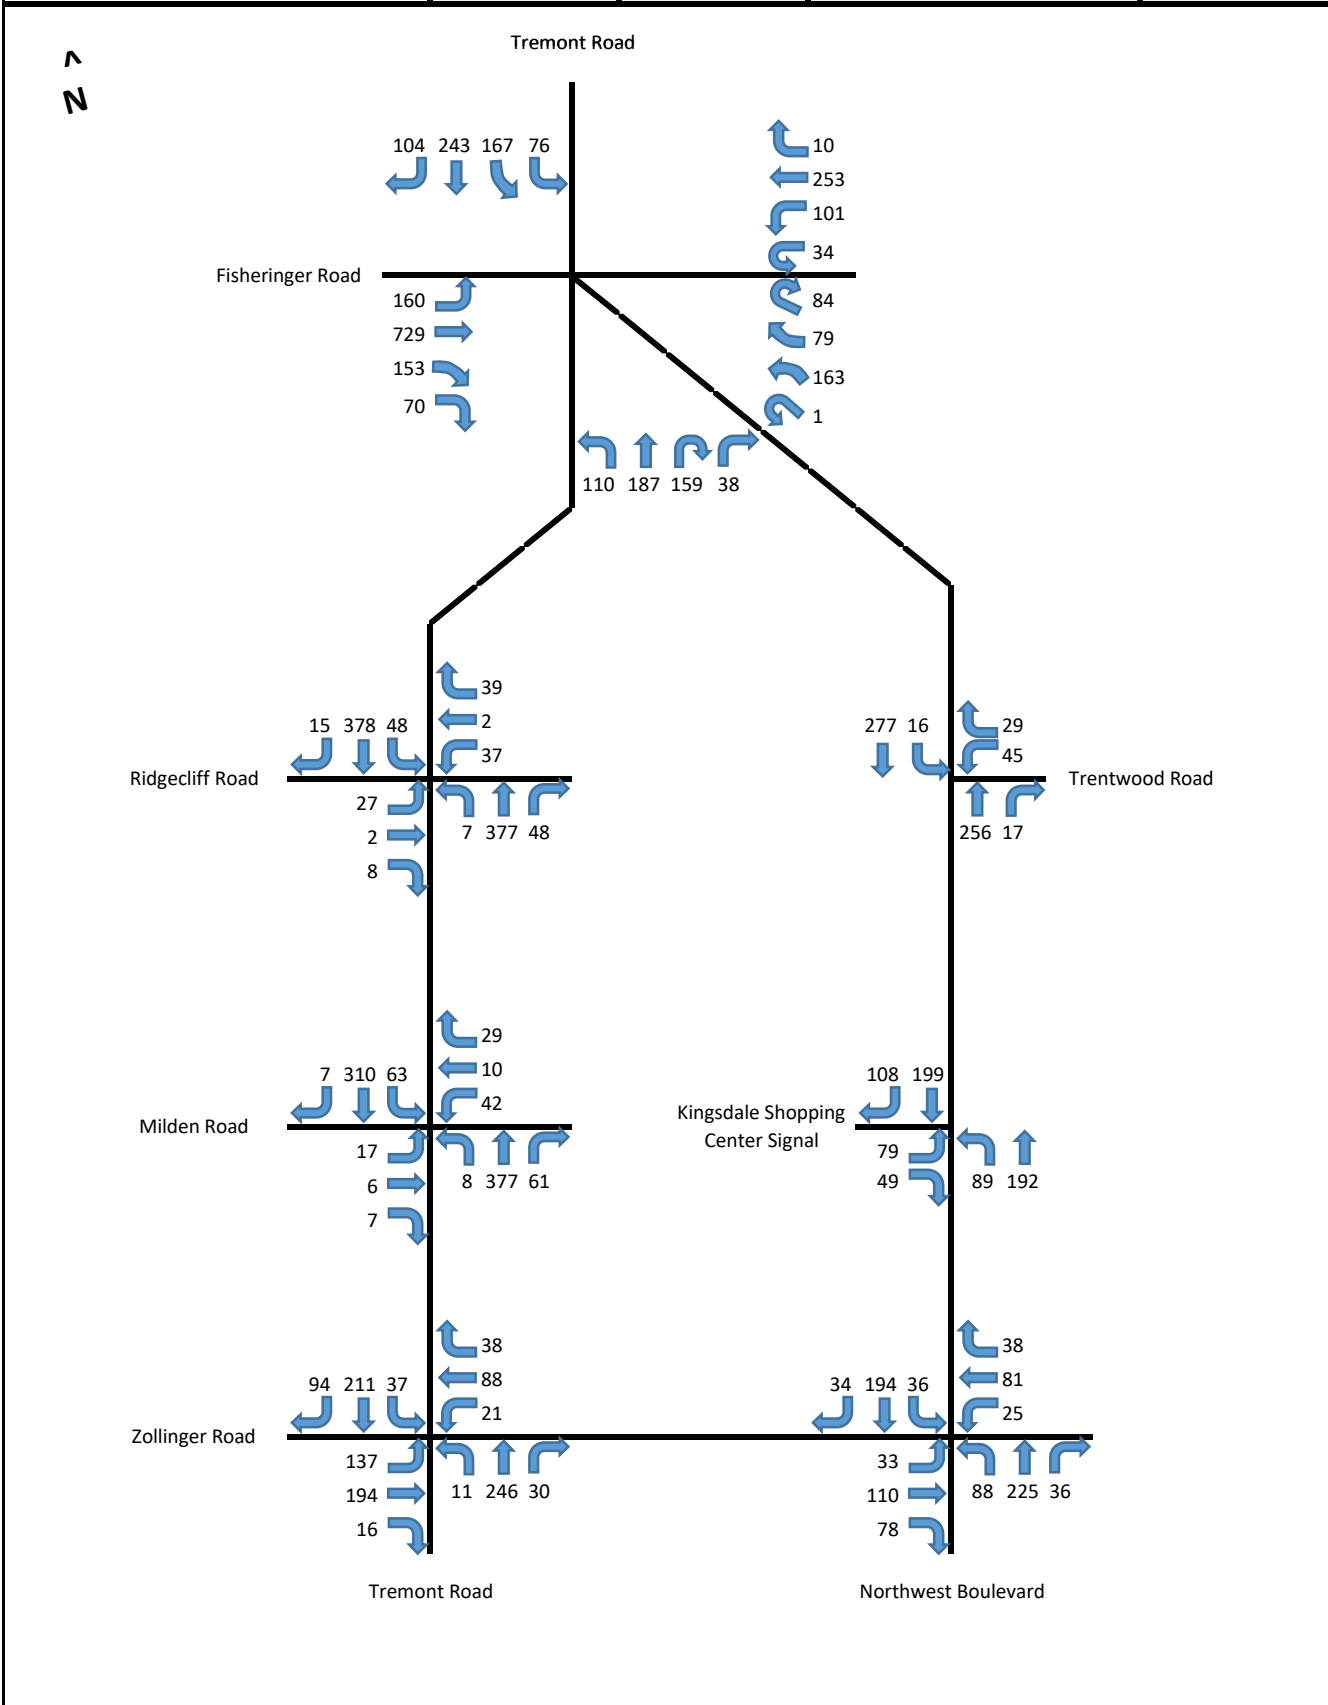 Tremont Road
^
N
104 243 167 76
10
253
101
34
Fisheringer Road
160
84
729
79
153
163
70
1
110 187 159 38
39
2
37
15 378 48
277 16
29
45
Ridgecliff Road
Trentwood Road
27
2
8
7 377 48
256 17
29
10
42
7 310 63
108 199
Milden Road
Kingsdale Shopping
Center Signal
17
6
7
8 377 61
79
49
89 192
38
88
21
94 211 37
34 194 36
38
81
25
Zollinger Road
137
194
16
11 246 30
33
110
78
88 225 36
Tremont Road
Northwest Boulevard